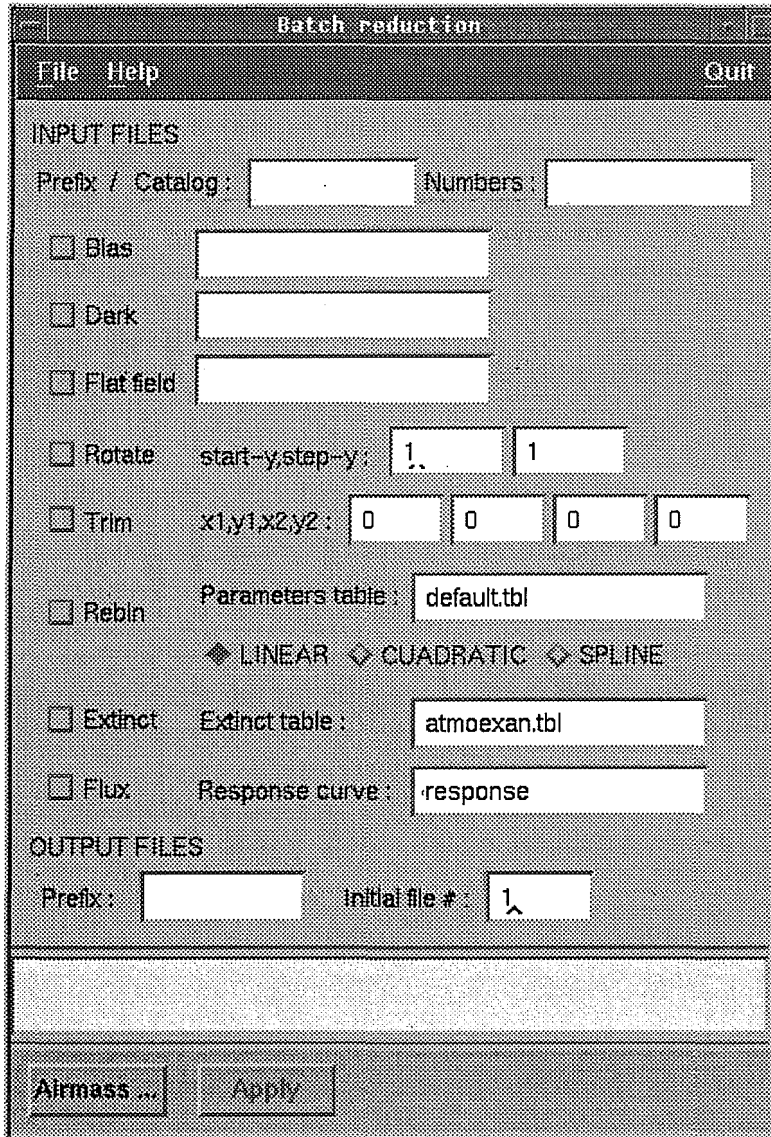 Batch reduction
File Help Quit
INPUT FILES
Prefix / Catalog : Numbers :
Bias
Dark
Flat field
Rotate start-y,step-y : 1 1
Trim x1,y1,x2,y2 : 0 0 0 0
Rebin Parameters table : default.tbl
LINEAR CUADRATIC SPLINE
Extinct Extinct table : atmoexan.tbl
Flux Response curve : response
OUTPUT FILES
Prefix : Initial file # : 1
Airmass ... Apply